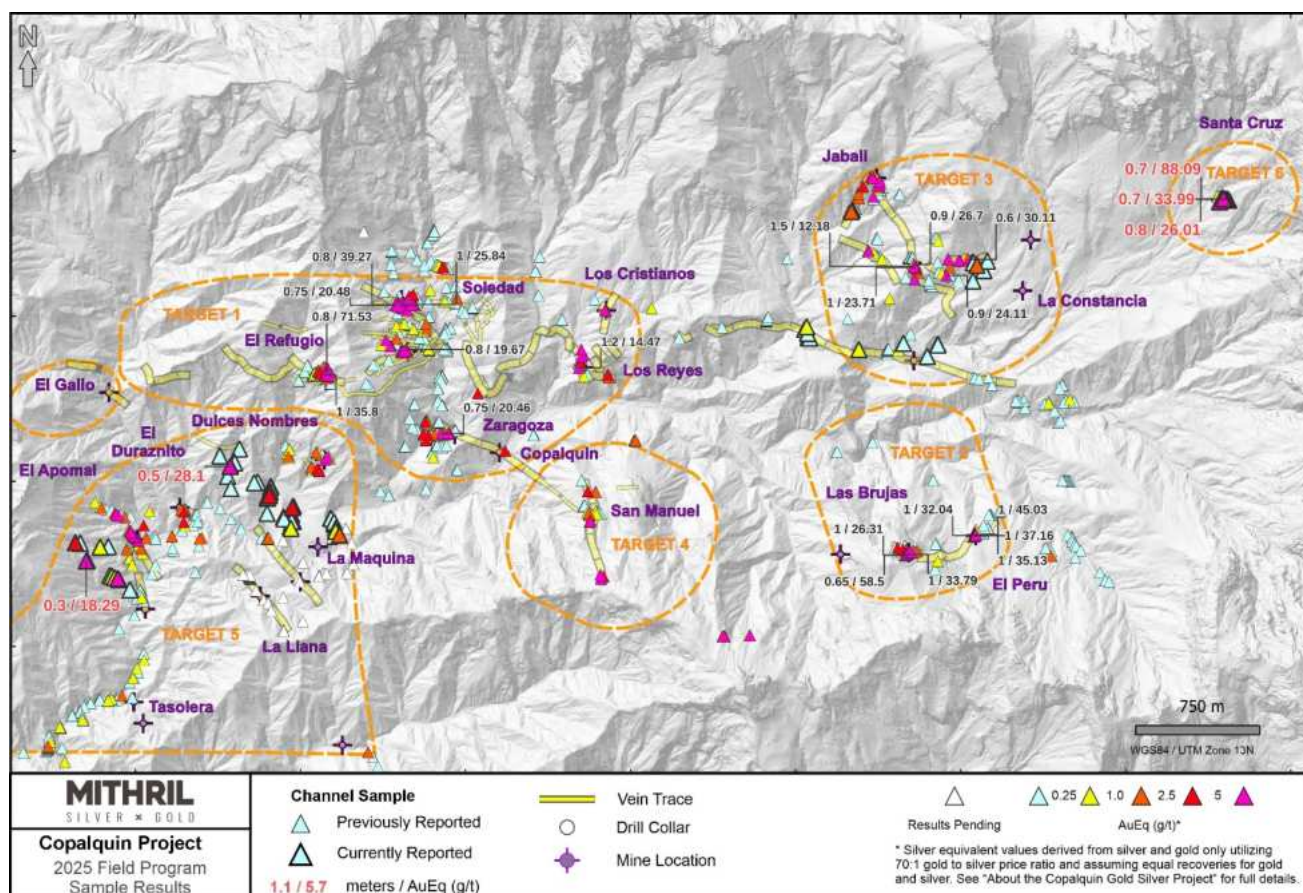 N
Santa Cruz
Jabali
TARGET 3
TARGET 6
0.7 / 88.09
0.7 / 33.99
0.8 / 26.01
0.9 / 26.7
0.6 / 30.11
1.5 / 12.18
0.8 / 39.27
1 / 25.84
Los Cristianos
0.75 / 20.48
Soledad
La Constancia
1 / 23.71
0.9 / 24.11
TARGET 1
0.8 / 71.53
El Refugio
0.8 / 19.67
1.2 / 14.47
Los Reyes
El Gallo
1 / 35.8
0.75 / 20.46
Dulces Nombres
Zaragoza
El
Duraznito
Copalquin
El Apomal
0.5 / 28.1
TARGET 2
Las Brujas
San Manuel
1 / 32.04
1 / 45.03
1 / 26.31
1 / 37.16
TARGET 4
La Maquina
1 / 35.13
0.65 / 58.5
1 / 33.79
El Peru
0.3 / 18.29
TARGET 5
La Llana
Tasolera
750 m
WGS84 / UTM Zone 13N
MITHRIL
SILVER GOLD
Copalquin Project
2025 Field Program
Sample Results
Channel Sample
Previously Reported
Currently Reported
1.1 / 5.7 meters / AuEq (g/t)
Vein Trace
Drill Collar
Mine Location
0.25 1.0 2.5 5
Results Pending
AuEq (g/t)*
* Silver equivalent values derived from silver and gold only utilizing
70:1 gold to silver price ratio and assuming equal recoveries for gold
and silver. See "About the Copalquin Gold Silver Project" for full details.